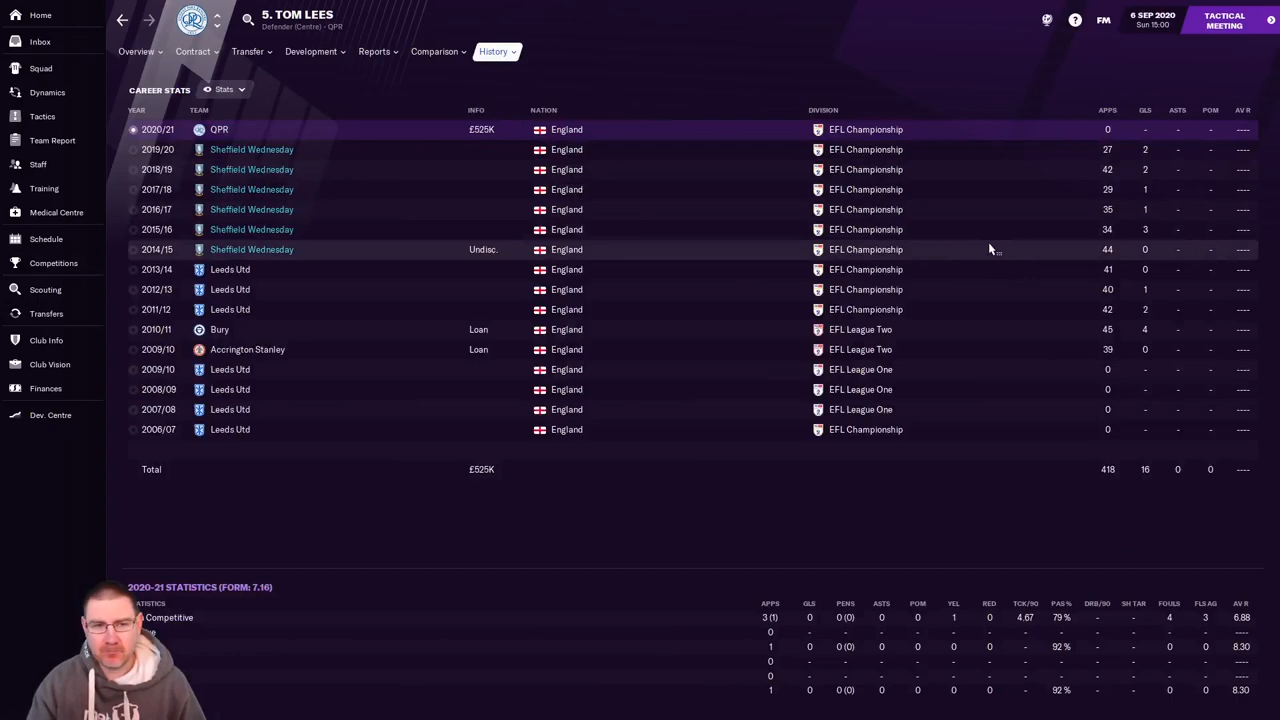 5. TOM LEES
Defender (Centre) - QPR
6 SEP 2020
Sun 15:00
TACTICAL MEETING
FM
?
Home
Inbox
Squad
Dynamics
Tactics
Team Report
Staff
Training
Medical Centre
Schedule
Competitions
Scouting
Transfers
Club Info
Club Vision
Finances
Dev. Centre
Overview Contract Transfer Development Reports Comparison History
CAREER STATS Stats
YEAR TEAM INFO NATION DIVISION APPS GLS ASTS POM AV R
2020/21 QPR £525K England EFL Championship 0 - - - ----
2019/20 Sheffield Wednesday England EFL Championship 27 2 - - ----
2018/19 Sheffield Wednesday England EFL Championship 42 2 - - ----
2017/18 Sheffield Wednesday England EFL Championship 29 1 - - ----
2016/17 Sheffield Wednesday England EFL Championship 35 1 - - ----
2015/16 Sheffield Wednesday England EFL Championship 34 3 - - ----
2014/15 Sheffield Wednesday Undisc. England EFL Championship 44 0 - - ----
2013/14 Leeds Utd England EFL Championship 41 0 - - ----
2012/13 Leeds Utd England EFL Championship 40 1 - - ----
2011/12 Leeds Utd England EFL Championship 42 2 - - ----
2010/11 Bury Loan England EFL League Two 45 4 - - ----
2009/10 Accrington Stanley Loan England EFL League Two 39 0 - - ----
2009/10 Leeds Utd England EFL League One 0 - - - ----
2008/09 Leeds Utd England EFL League One 0 - - - ----
2007/08 Leeds Utd England EFL League One 0 - - - ----
2006/07 Leeds Utd England EFL Championship 0 - - - ----
Total £525K 418 16 0 0 ----
2020-21 STATISTICS (FORM: 7.16)
APPS GLS PENS ASTS POM YEL RED TCK/90 PAS % DRB/90 SH TAR FOULS FLS AG AV R
Competitive 3 (1) 0 0 (0) 0 0 1 0 4.67 79 % - - 4 3 6.88
0 - - - - - - - - - - - - ----
1 0 0 (0) 0 0 0 0 - 92 % - - 0 0 8.30
0 - - - - - - - - - - - - ----
0 - - - - - - - - - - - - ----
1 0 0 (0) 0 0 0 0 - 92 % - - 0 0 8.30